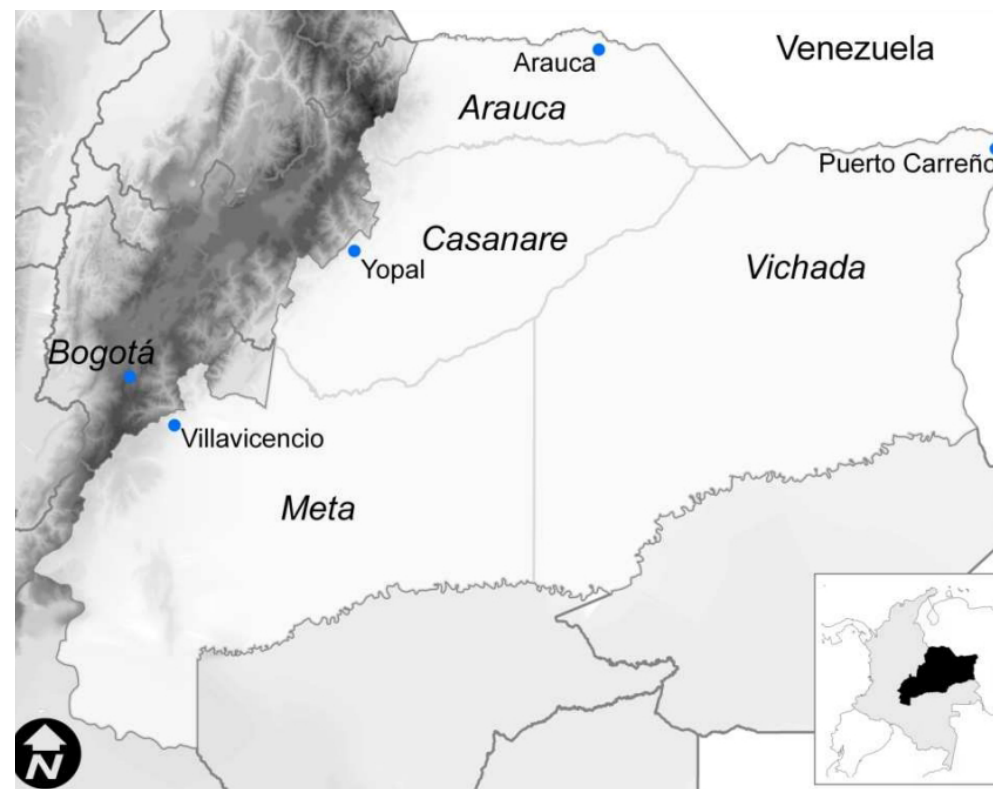 Venezuela
Arauca
Arauca
Puerto Carreño
Casanare
Yopal
Vichada
Bogotá
Villavicencio
Meta
N